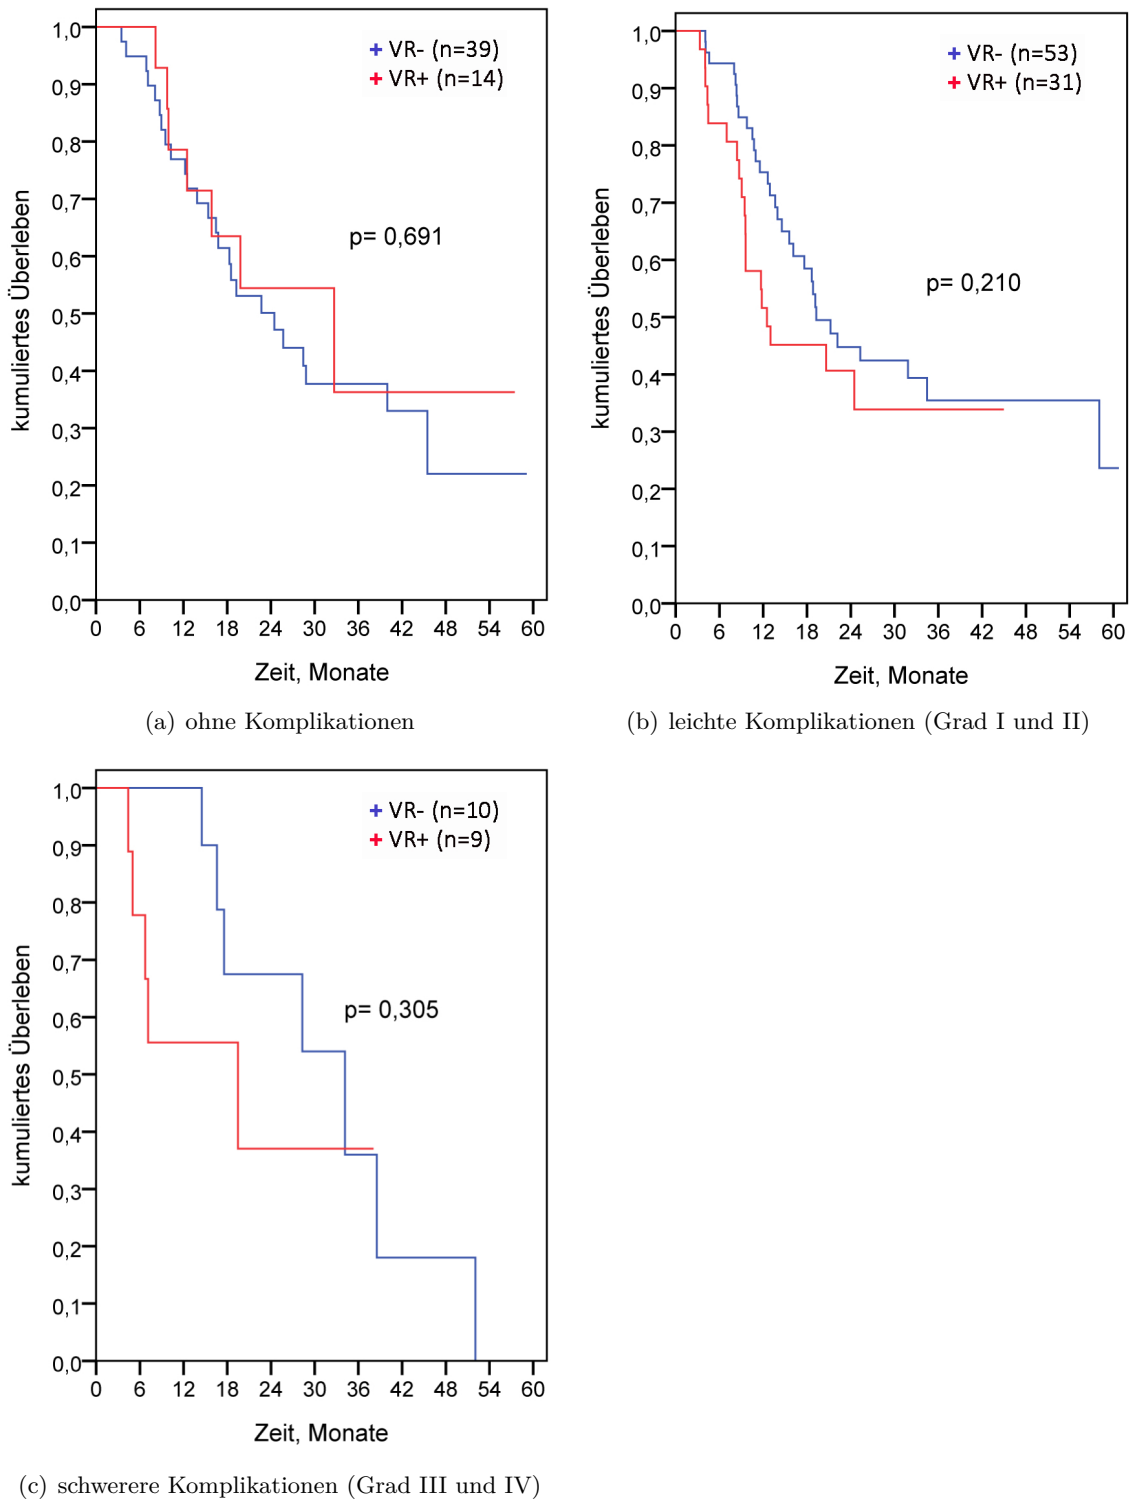 1,0
0,9
0,8
0,7
0,6
0,5
0,4
0,3
0,2
0,1
0,0
kumuliertes Überleben
VR- (n=39)
VR+ (n=14)
p= 0,691
0 6 12 18 24 30 36 42 48 54 60
Zeit, Monate
(a) ohne Komplikationen
1,0
0,9
0,8
0,7
0,6
0,5
0,4
0,3
0,2
0,1
0,0
kumuliertes Überleben
VR- (n=53)
VR+ (n=31)
p= 0,210
0 6 12 18 24 30 36 42 48 54 60
Zeit, Monate
(b) leichte Komplikationen (Grad I und II)
1,0
0,9
0,8
0,7
0,6
0,5
0,4
0,3
0,2
0,1
0,0
kumuliertes Überleben
VR- (n=10)
VR+ (n=9)
p= 0,305
0 6 12 18 24 30 36 42 48 54 60
Zeit, Monate
(c) schwerere Komplikationen (Grad III und IV)